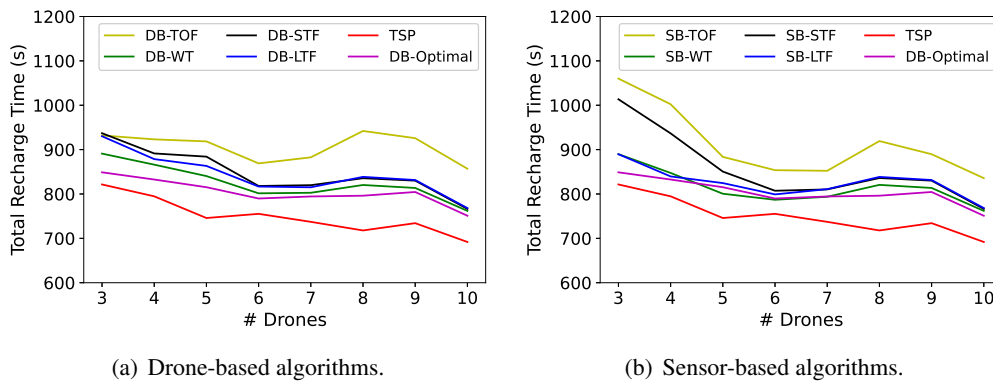 1200
1100
1000
900
800
700
600
Total Recharge Time (s)
DB-TOF DB-STF TSP
DB-WT DB-LTF DB-Optimal
3 4 5 6 7 8 9 10
# Drones
(a) Drone-based algorithms.
1200
1100
1000
900
800
700
600
Total Recharge Time (s)
SB-TOF SB-STF TSP
SB-WT SB-LTF DB-Optimal
3 4 5 6 7 8 9 10
# Drones
(b) Sensor-based algorithms.